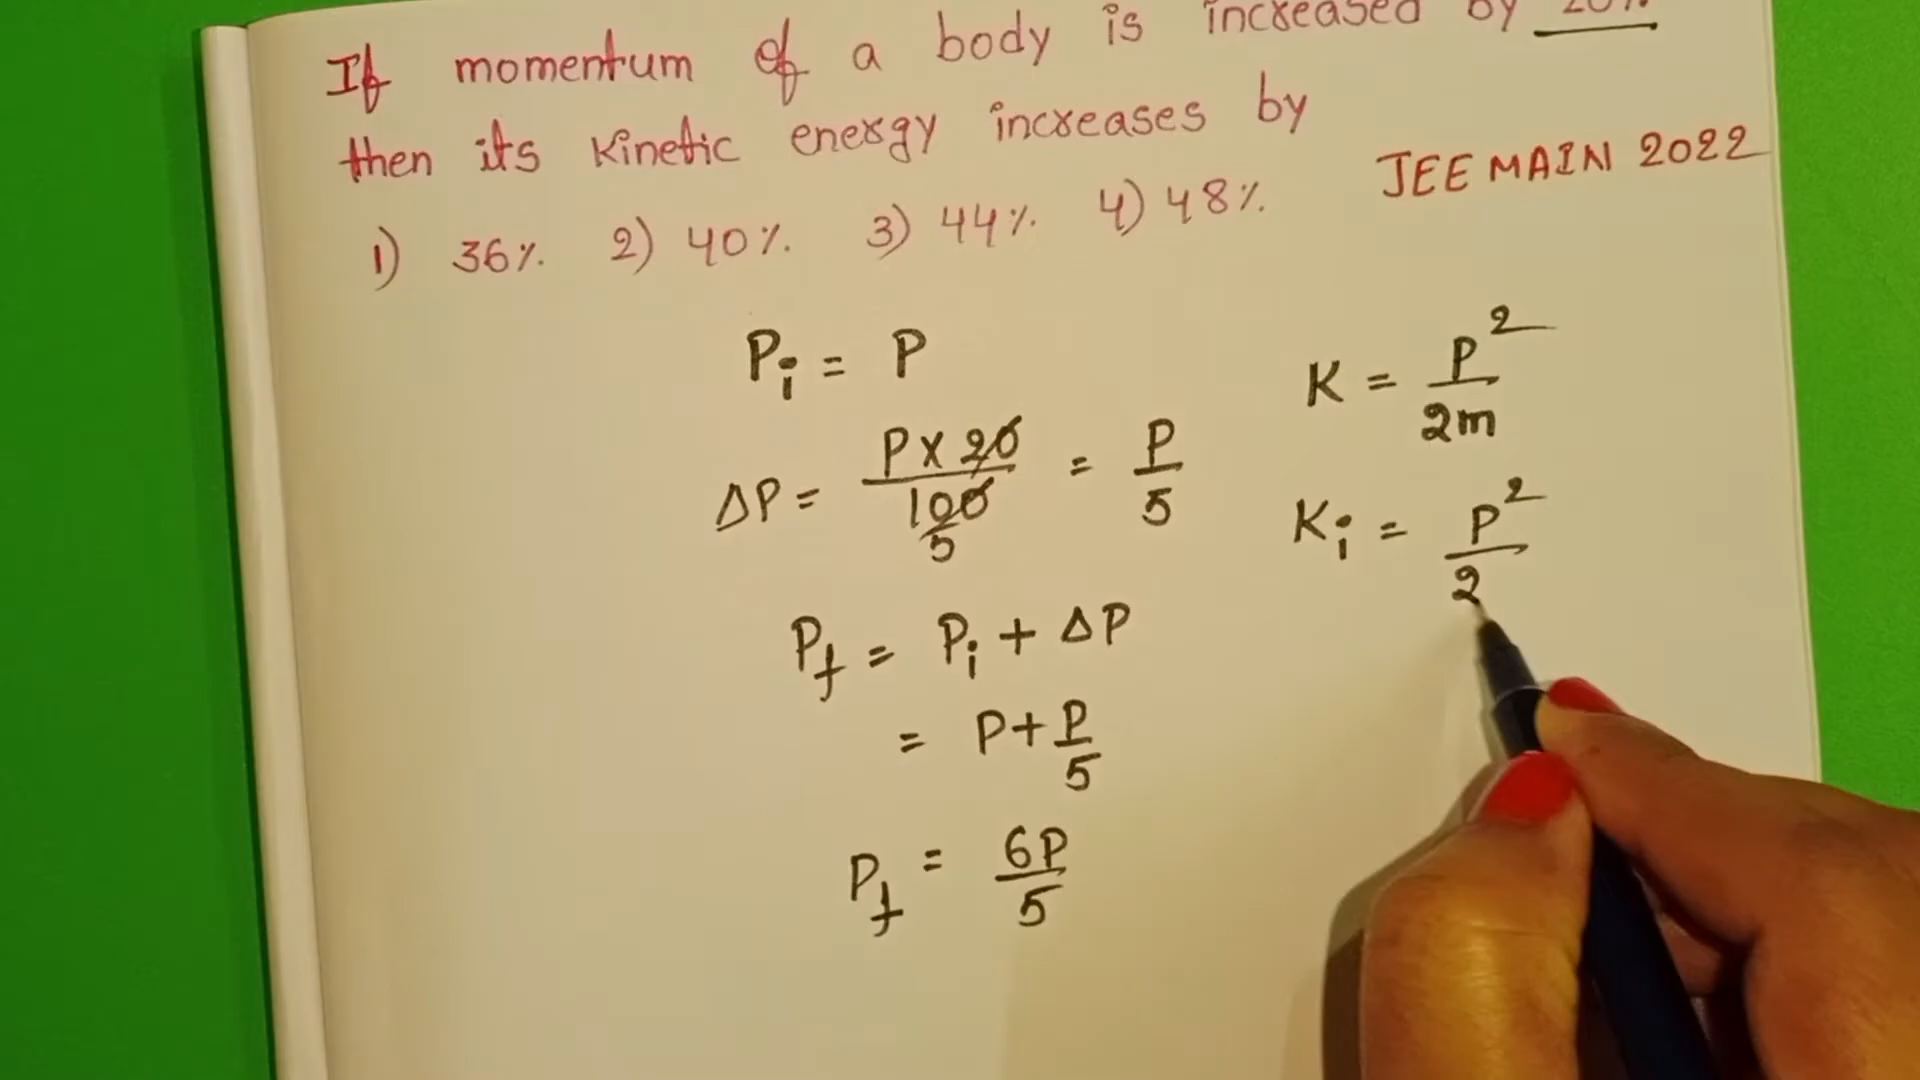 If momentum of a body is increased by 20%
then its kinetic energy increases by
JEE MAIN 2022
1) 36% 2) 40% 3) 44% 4) 48%
Pi = P
ΔP = P x 20/100 = P/5
5
Pf = Pi + ΔP
= P + P/5
Pf = 6P/5
K = P²/2m
Ki = P²/2